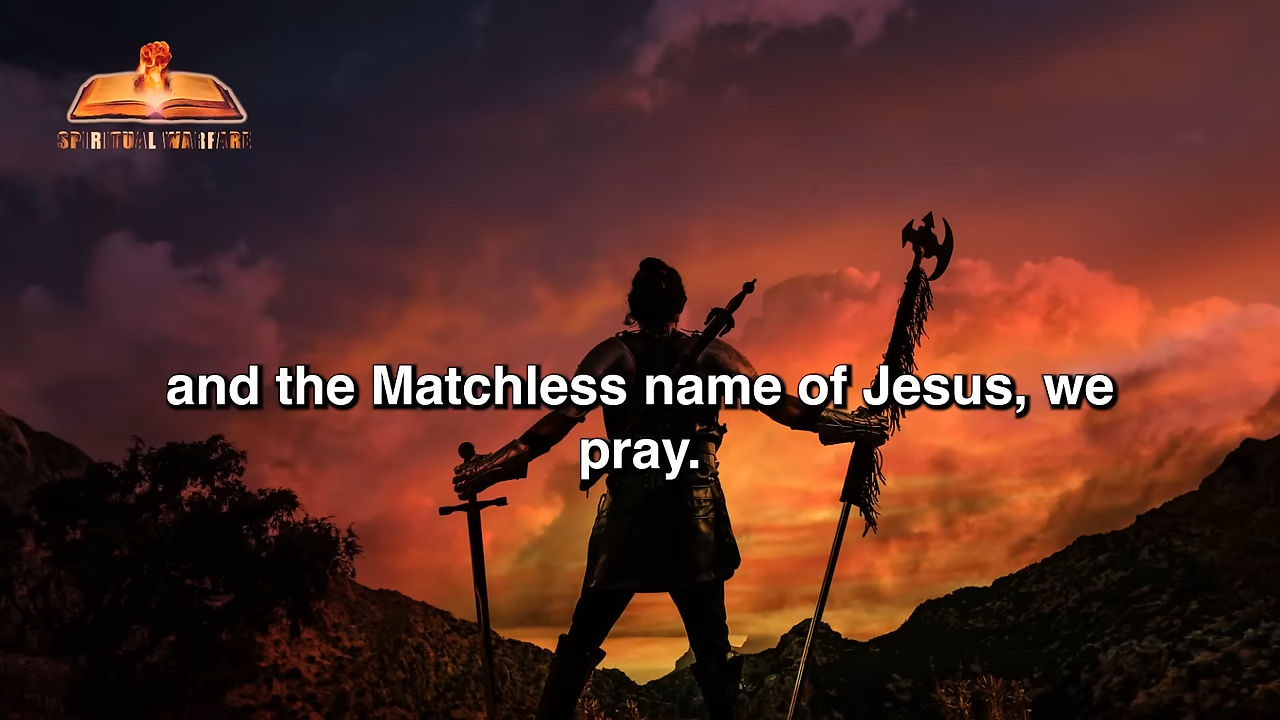 SPIRITUAL WARFARE
and the Matchless name of Jesus, we
pray.